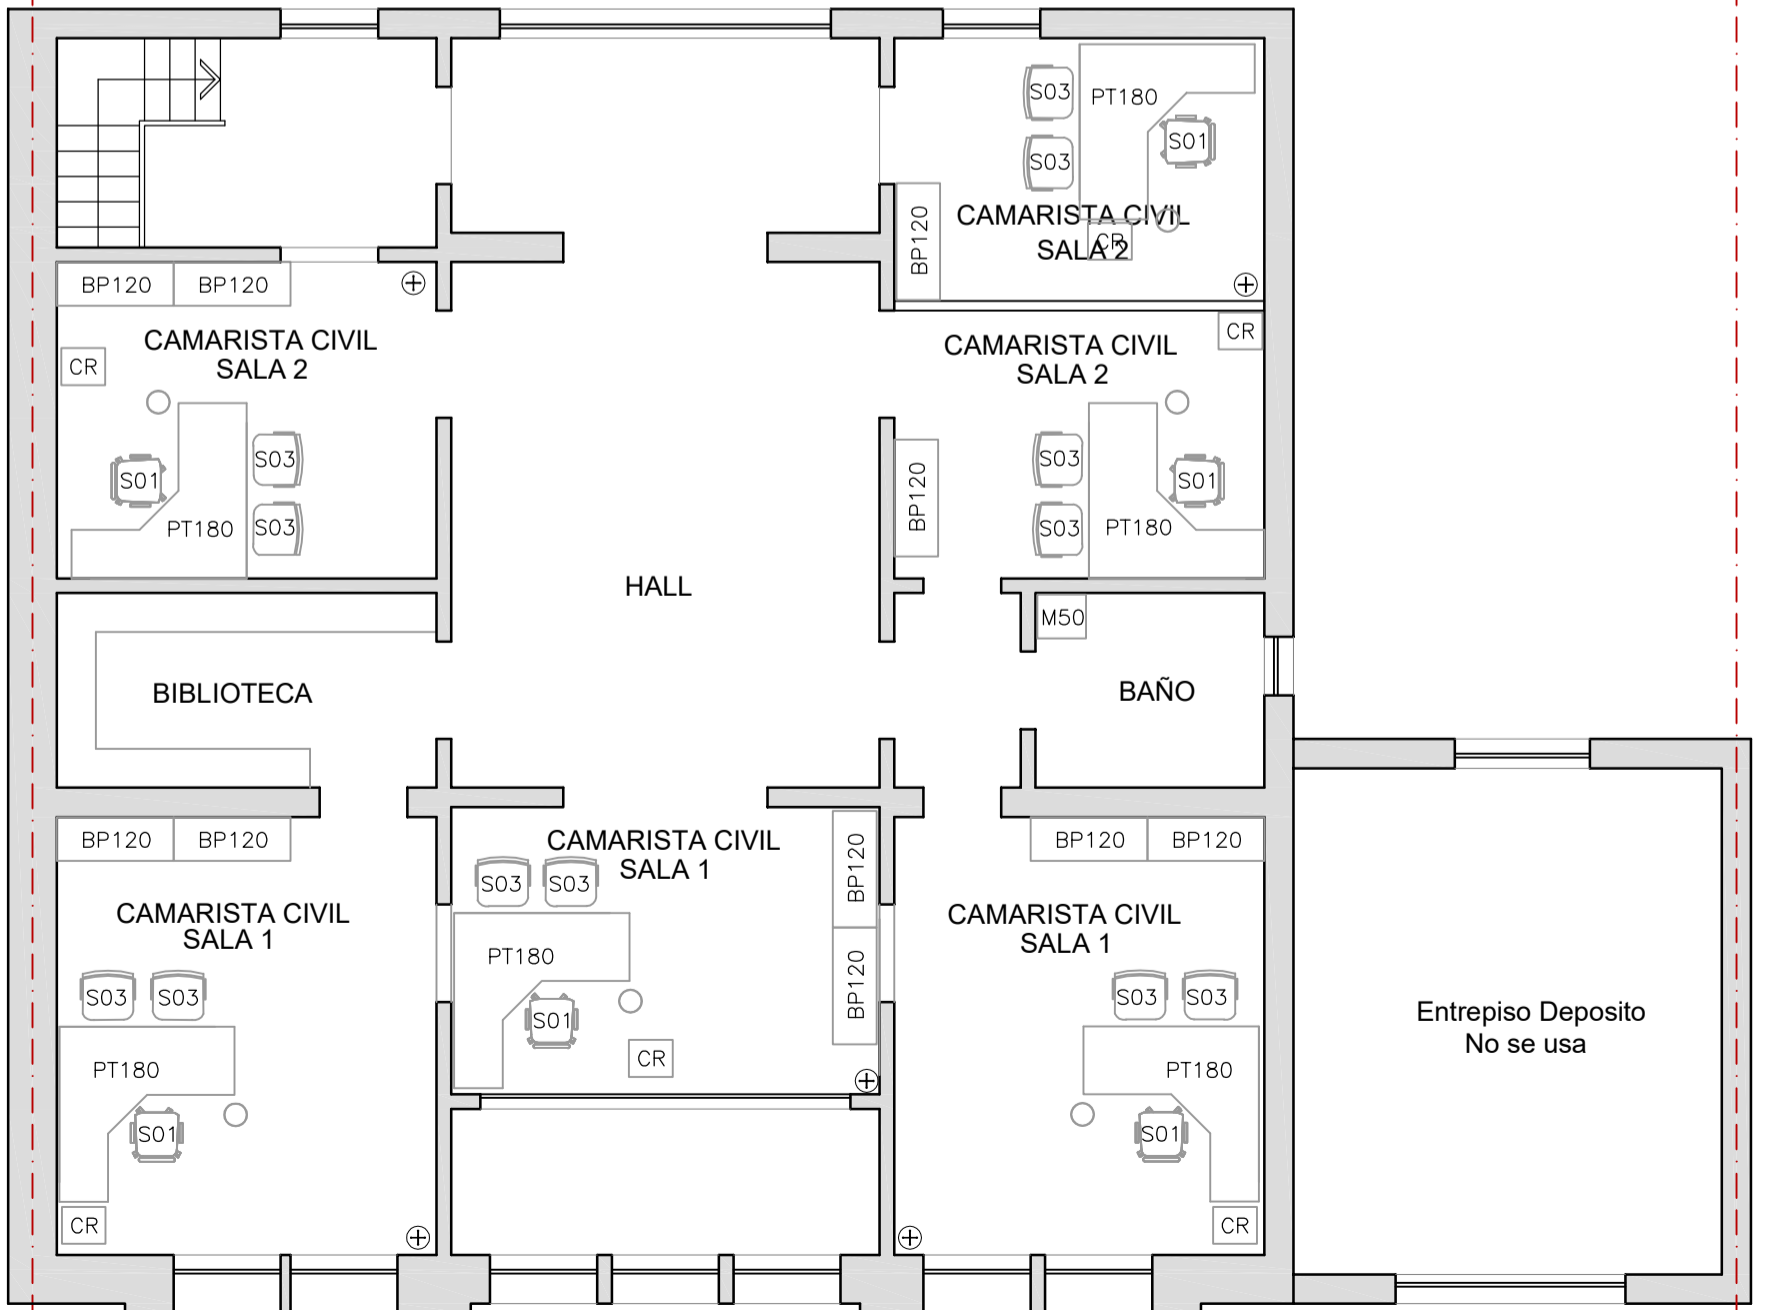 S03
PT180
S01
S03
BP120
CAMARISTA CIVIL
SALA 2
CR
BP120
BP120
CAMARISTA CIVIL
SALA 2
CR
S03
S01
PT180
S03
CR
CAMARISTA CIVIL
SALA 2
BP120
S03
S01
S03
PT180
HALL
M50
BIBLIOTECA
BAÑO
BP120
BP120
CAMARISTA CIVIL
SALA 1
S03
S03
PT180
S01
CR
CAMARISTA CIVIL
SALA 1
BP120
S03
S03
PT180
BP120
S01
CR
BP120
BP120
CAMARISTA CIVIL
SALA 1
S03
S03
PT180
S01
CR
Entrepiso Deposito
No se usa